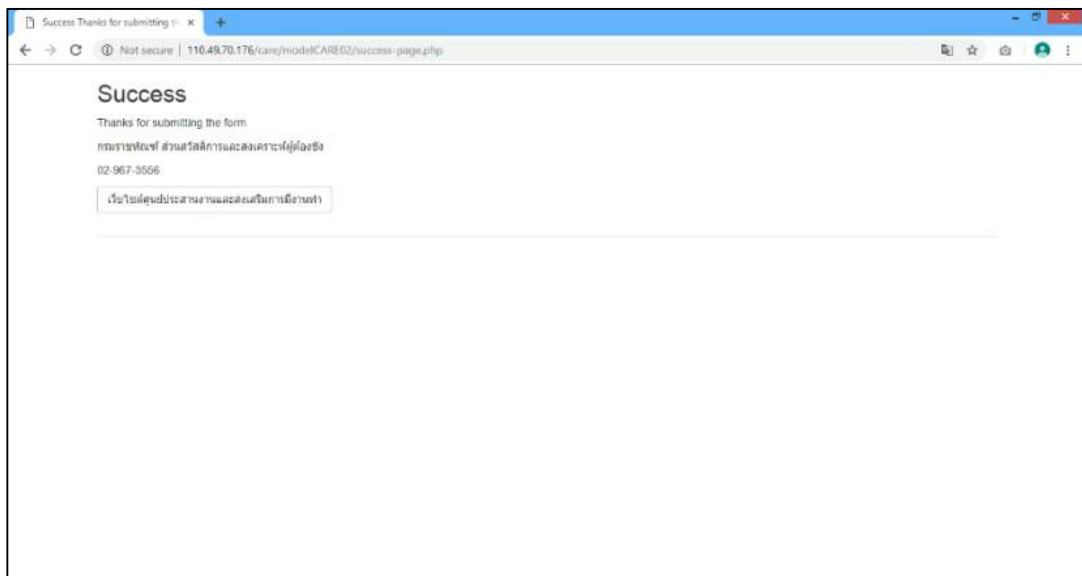 Success Thanks for submitting th
Not secure | 110.49.70.176/care/modelCARE02/success-page.php
Success
Thanks for submitting the form
กรมราชทัณฑ์ ส่วนสวัสดิการและสงเคราะห์ผู้ต้องขัง
02-967-3556
เว็บไซต์ศูนย์ประสานงานและส่งเสริมการมีงานทำ